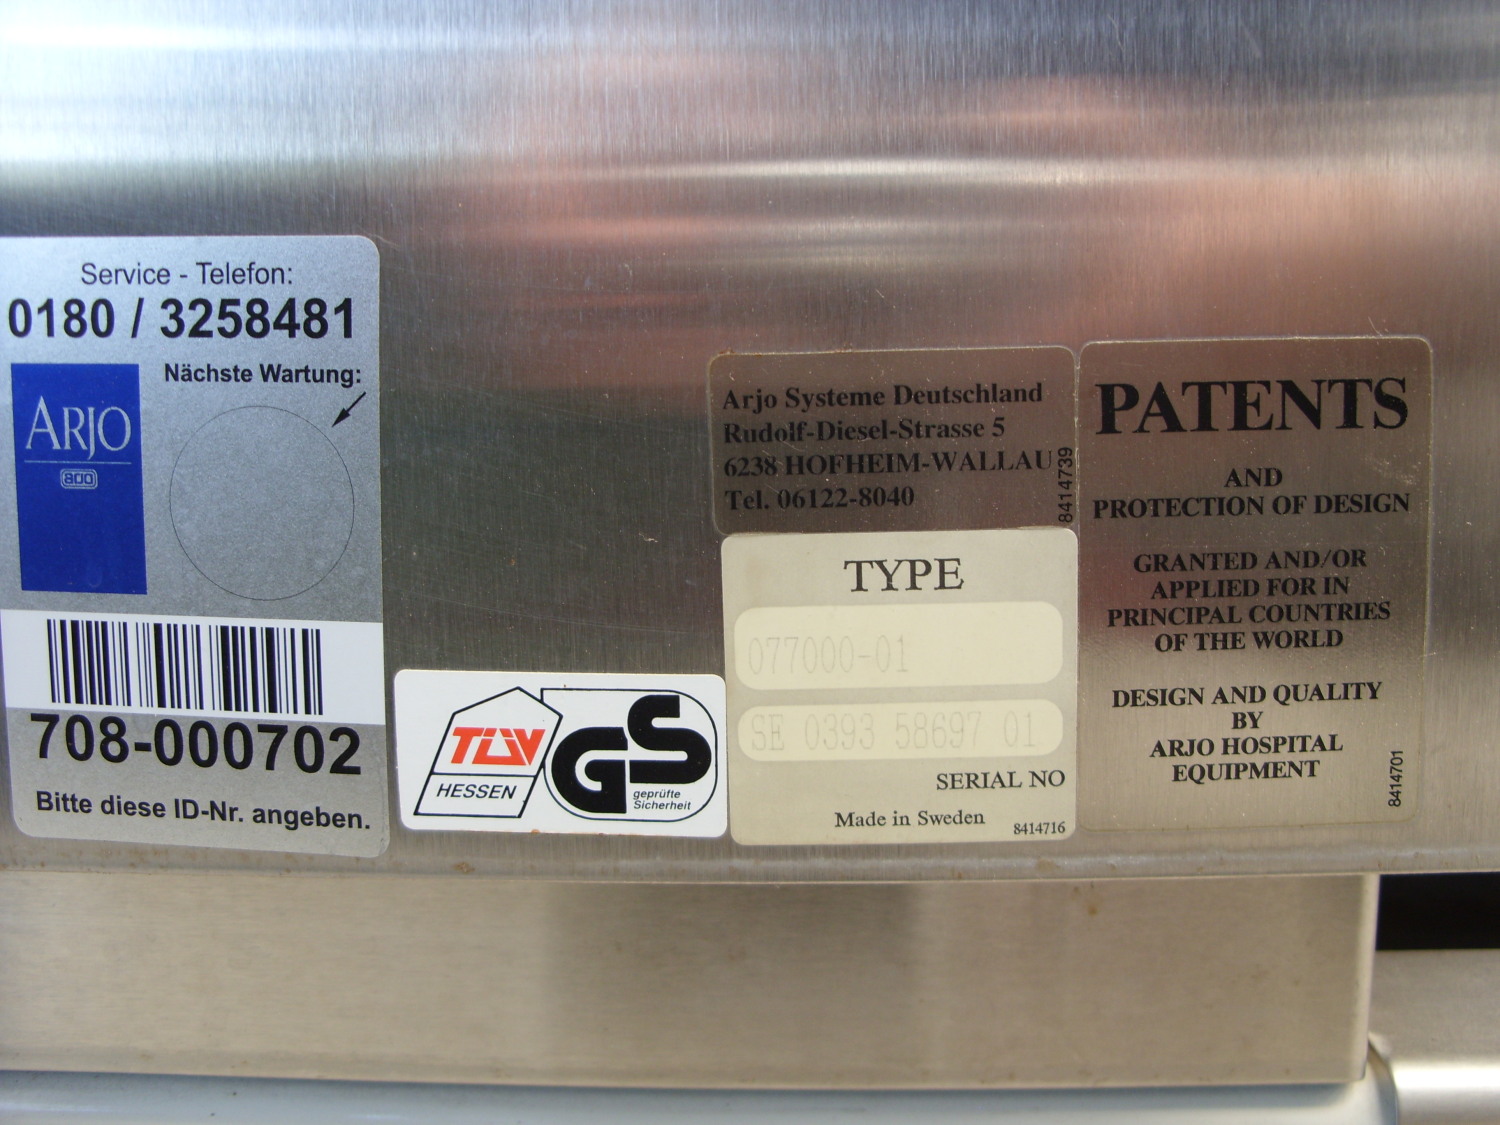 Service - Telefon:
0180 / 3258481
Nächste Wartung:
ARJO
708-000702
Bitte diese ID-Nr. angeben.
TÜV
HESSEN
GS
geprüfte
Sicherheit
Arjo Systeme Deutschland
Rudolf-Diesel-Strasse 5
6238 HOFHEIM-WALLAU
Tel. 06122-8040
8414739
TYPE
077000-01
SE 0393 58697 01
SERIAL NO
Made in Sweden
8414716
PATENTS
AND
PROTECTION OF DESIGN
GRANTED AND/OR
APPLIED FOR IN
PRINCIPAL COUNTRIES
OF THE WORLD
DESIGN AND QUALITY
BY
ARJO HOSPITAL
EQUIPMENT
8414701